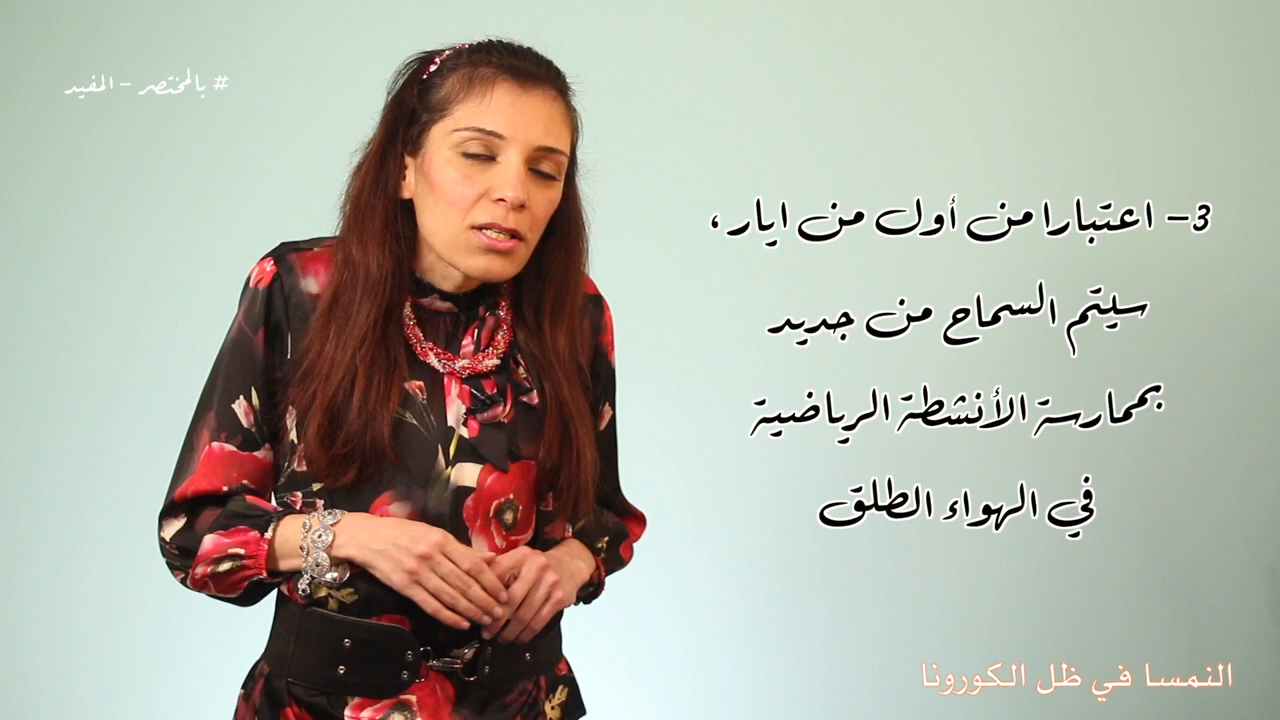 # بالمختصر - المفيد
3- اعتبارا من أول من ايار،
سيتم السماح من جديد
بممارسة الأنشطة الرياضية
في الهواء الطلق
النمسا في ظل الكورونا